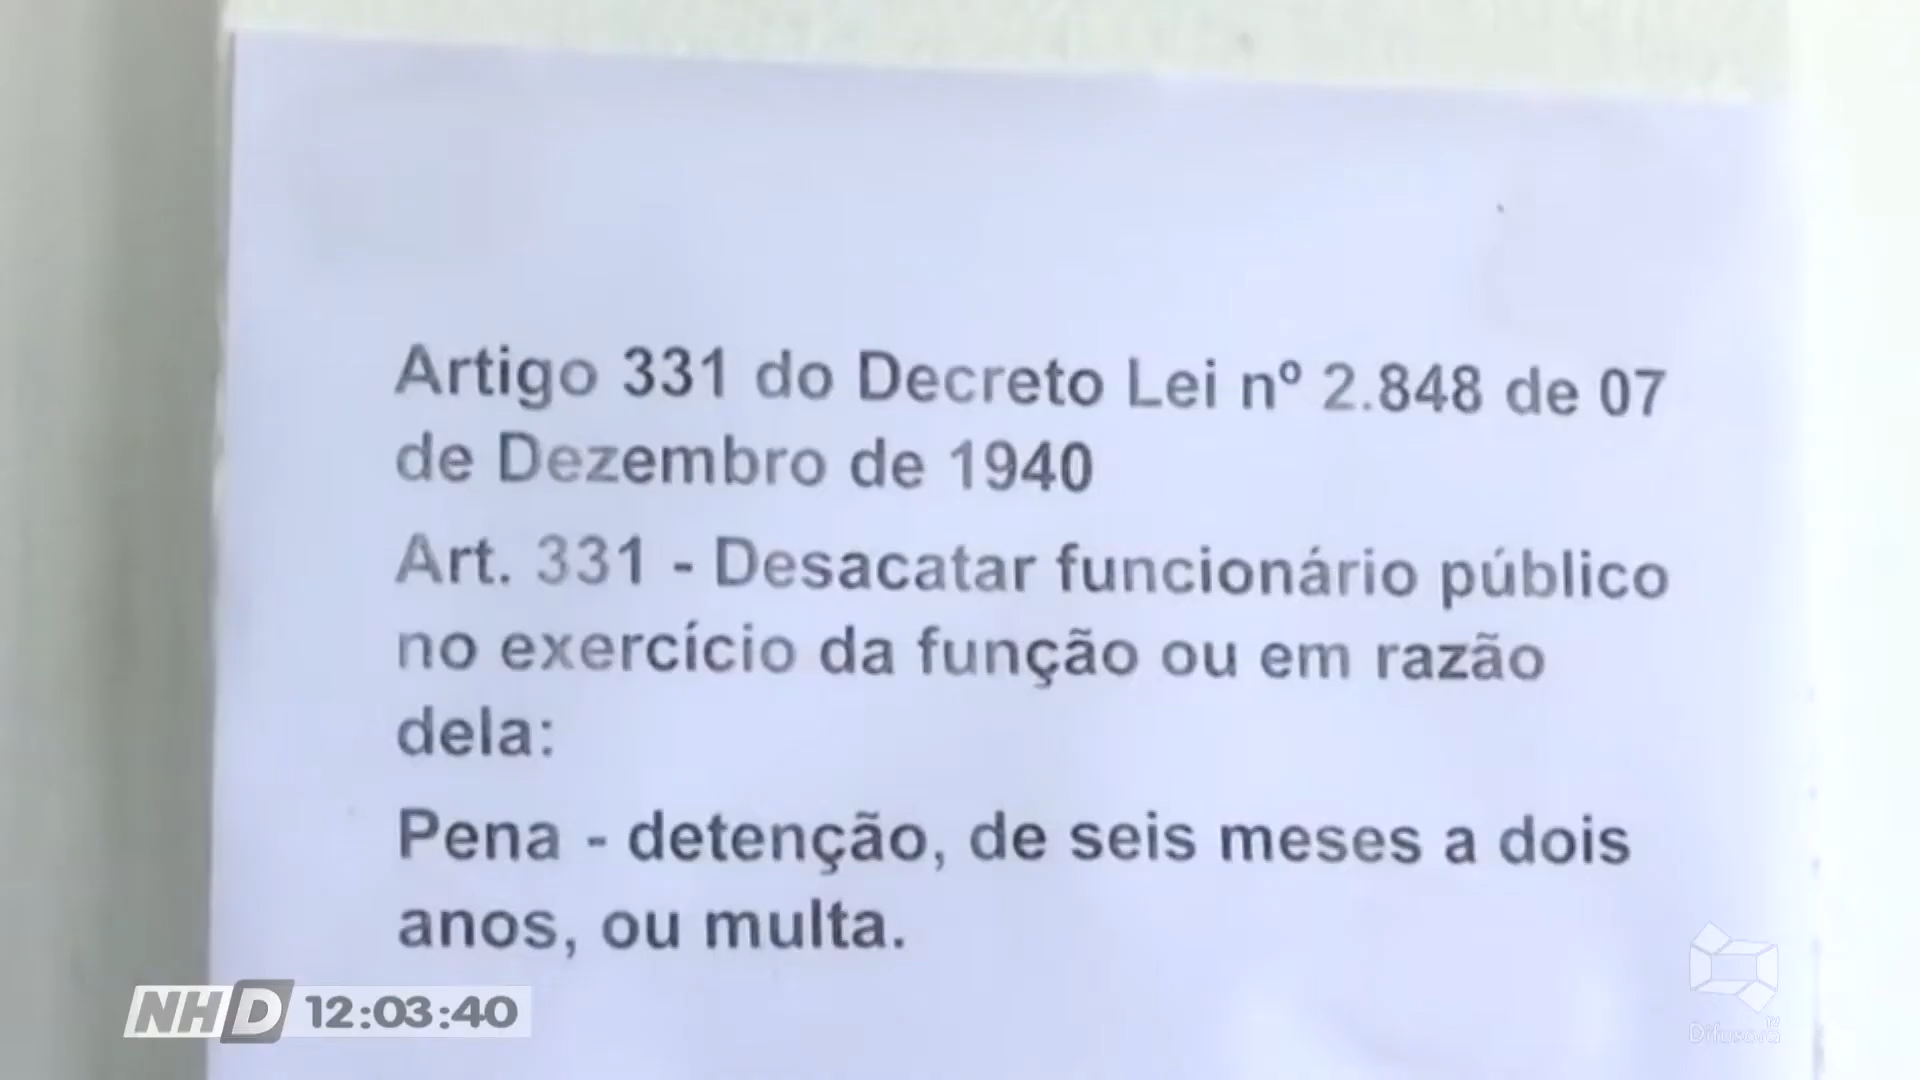 Artigo 331 do Decreto Lei nº 2.848 de 07
de Dezembro de 1940
Art. 331 - Desacatar funcionário público
no exercício da função ou em razão
dela:
Pena - detenção, de seis meses a dois
anos, ou multa.
NHD 12:03:40
TV
Difusora